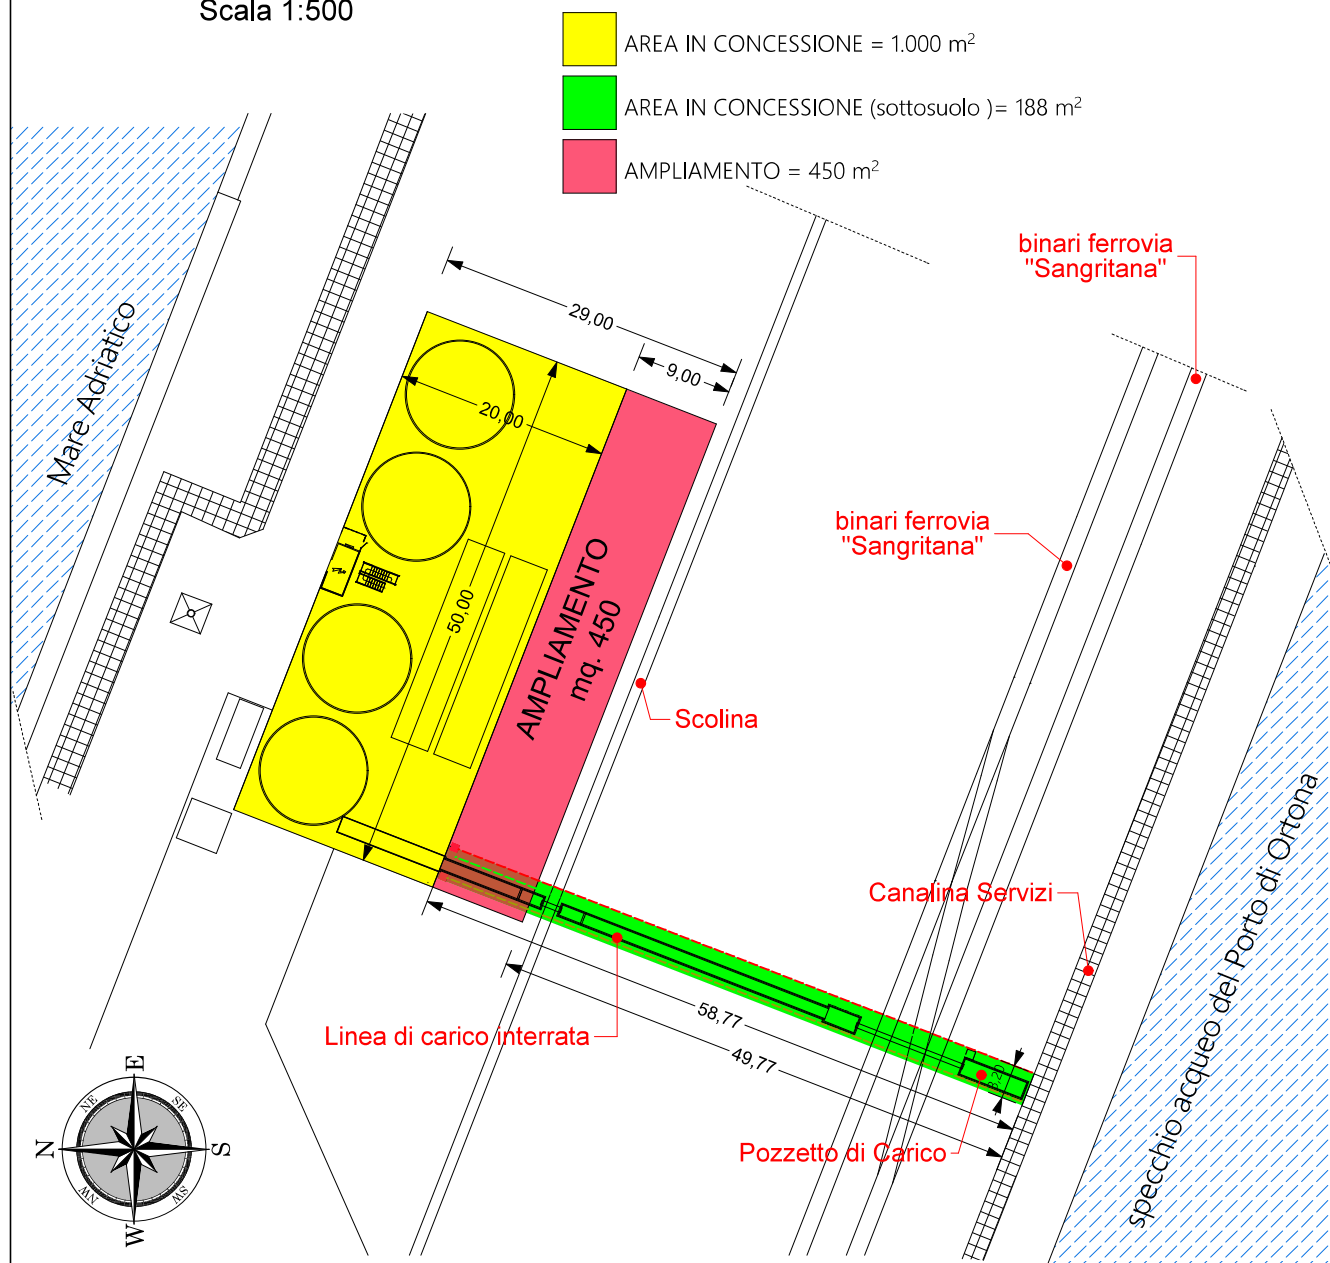 Scala 1:500
AREA IN CONCESSIONE = 1.000 m²
AREA IN CONCESSIONE (sottosuolo )= 188 m²
AMPLIAMENTO = 450 m²
binari ferrovia
"Sangritana"
29,00
9,00
20,00
Mare Adriatico
binari ferrovia
"Sangritana"
50,00
AMPLIAMENTO
mq. 450
Scolina
Canalina Servizi
specchio acqueo del Porto di Ortona
Linea di carico interrata
58,77
49,77
3,20
Pozzetto di Carico
E
NE
SE
N
S
NW
SW
W